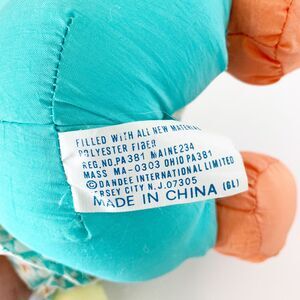 FILLED WITH ALL NEW MATERIAL
POLYESTER FIBER
REG.NO.PA381 MAINE234
MASS MA-0303 OHIO PA381
©DANDEE INTERNATIONAL LIMITED
JERSEY CITY N.J.07305
MADE IN CHINA (GL)